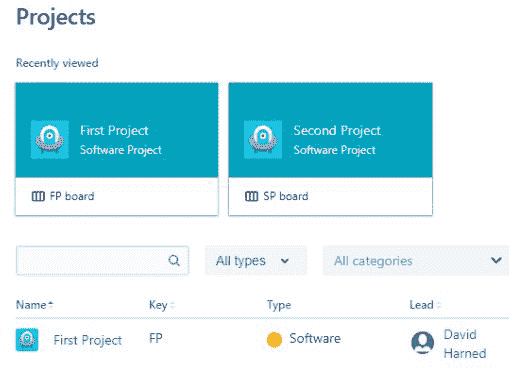 Projects
Recently viewed
First Project
Software Project
FP board
Second Project
Software Project
SP board
All types
All categories
Name
Key
Type
Lead
First Project
FP
Software
David
Harned